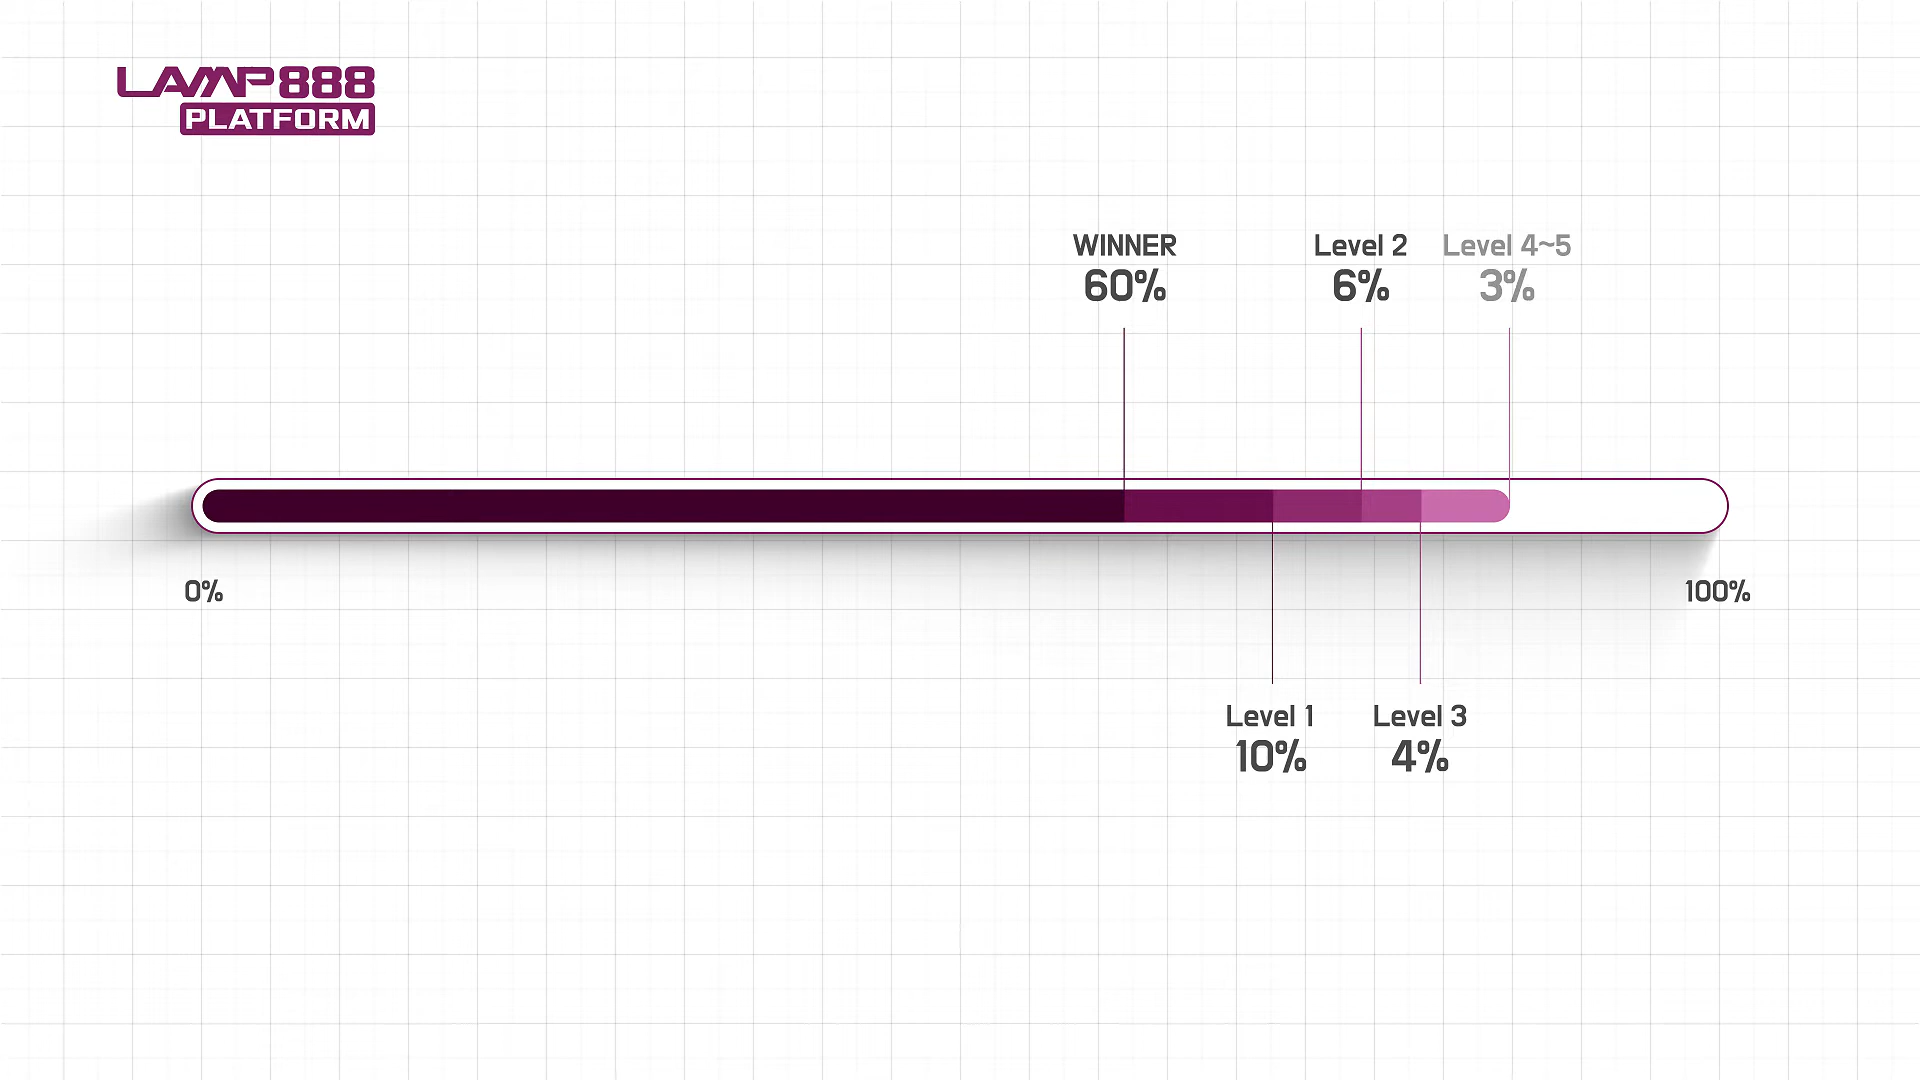 LAMP888
PLATFORM
WINNER
60%
Level 2
6%
Level 4~5
3%
0%
100%
Level 1
10%
Level 3
4%